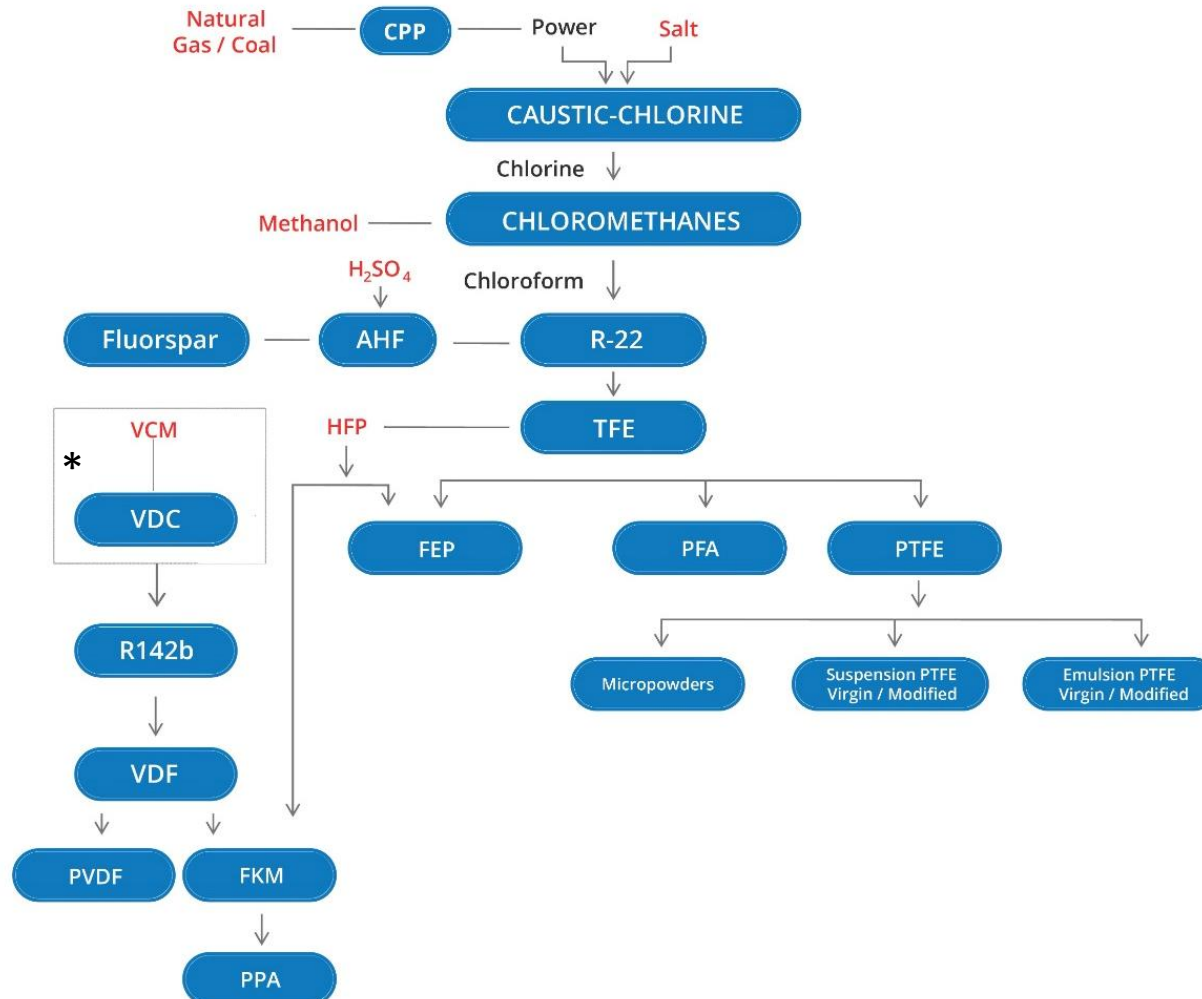 Natural
Gas / Coal
CPP
Power
Salt
CAUSTIC-CHLORINE
Chlorine
Methanol
CHLOROMETHANES
H₂SO₄
Chloroform
Fluorspar
AHF
R-22
VCM
HFP
TFE
*
VDC
FEP
PFA
PTFE
R142b
Micropowders
Suspension PTFE
Virgin / Modified
Emulsion PTFE
Virgin / Modified
VDF
PVDF
FKM
PPA